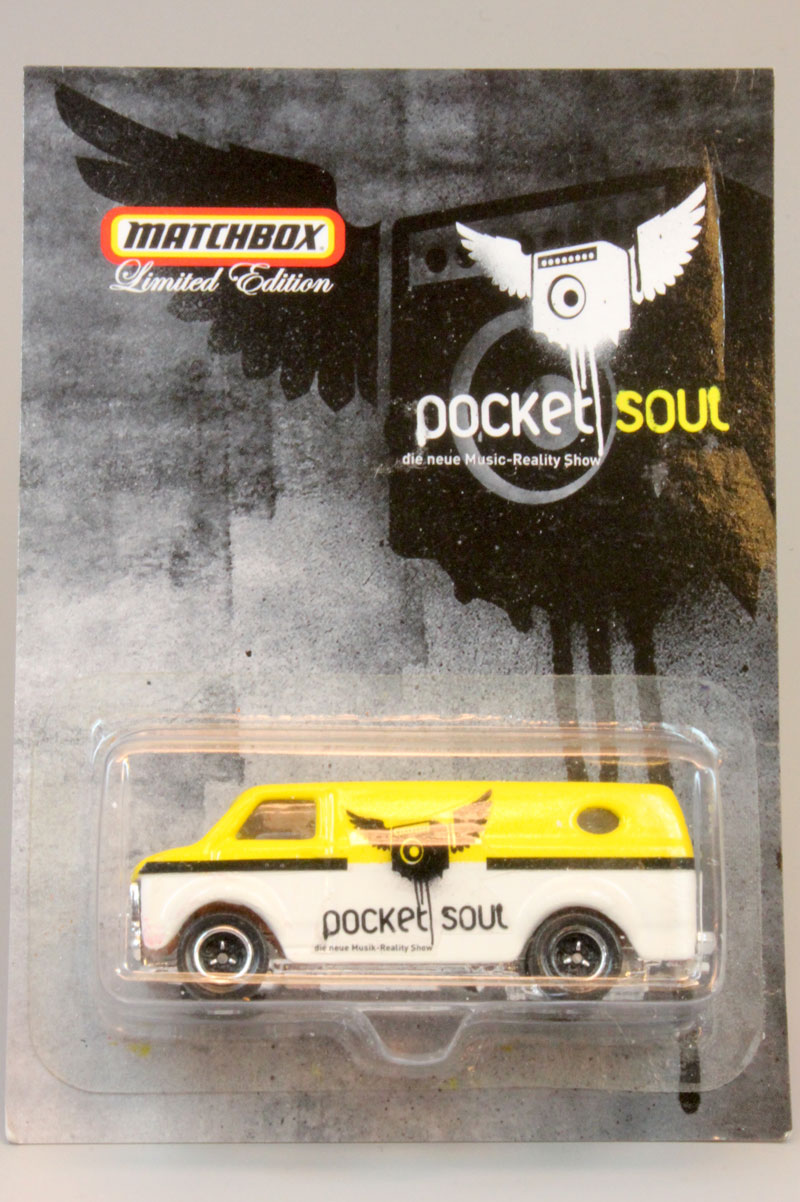 MATCHBOX
Limited Edition
pocket soul
die neue Music-Reality Show
pocket soul
die neue Musik-Reality Show